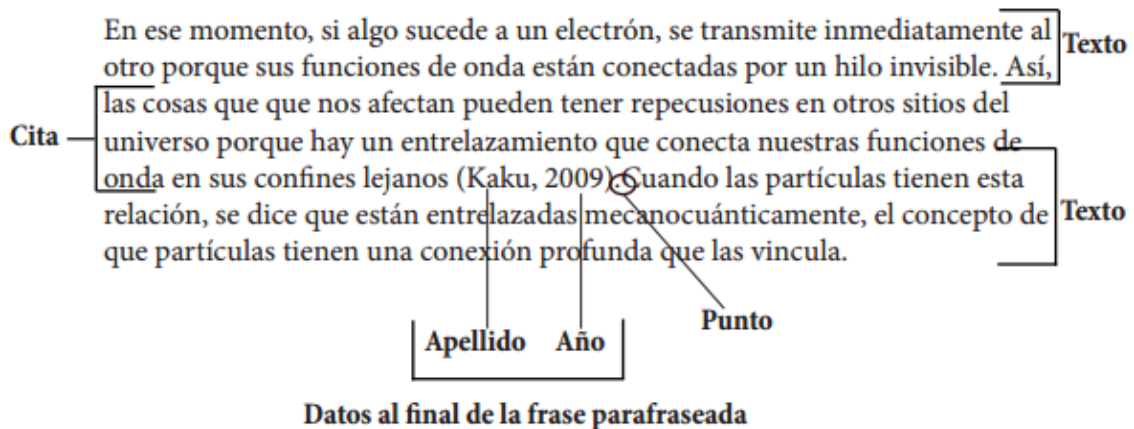 En ese momento, si algo sucede a un electrón, se transmite inmediatamente al
Texto
otro porque sus funciones de onda están conectadas por un hilo invisible. Así,
las cosas que que nos afectan pueden tener repecusiones en otros sitios del
Cita
universo porque hay un entrelazamiento que conecta nuestras funciones de
onda en sus confines lejanos (Kaku, 2009).Cuando las partículas tienen esta
relación, se dice que están entrelazadas mecanocuánticamente, el concepto de
Texto
que partículas tienen una conexión profunda que las vincula.
Punto
Apellido Año
Datos al final de la frase parafraseada